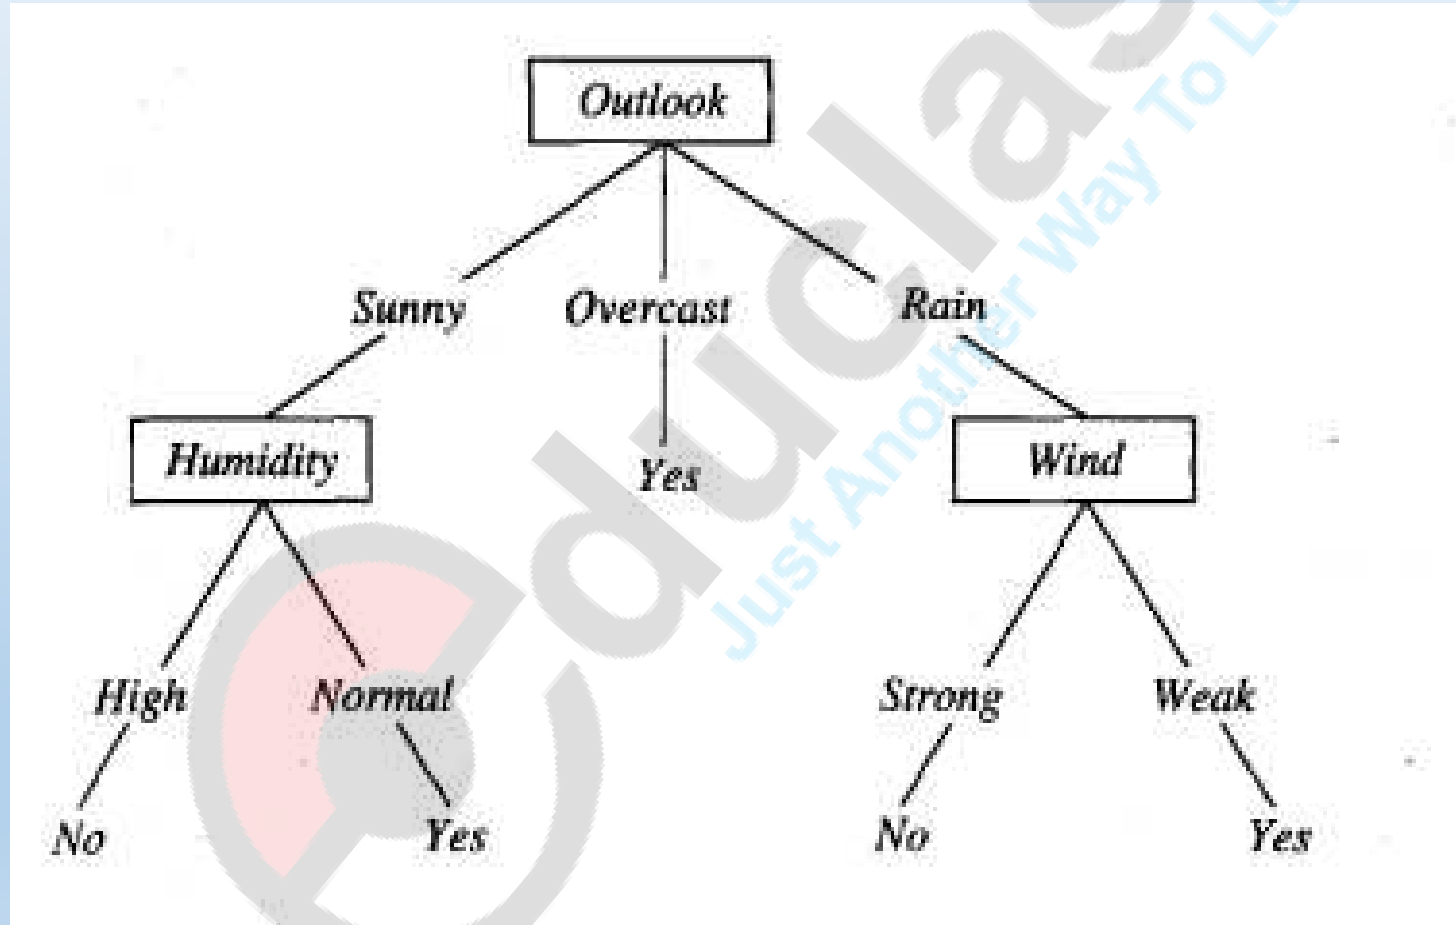 Outlook
Sunny Overcast Rain
Humidity Yes Wind
High Normal Strong Weak
No Yes No Yes
educlas
Just Another Way To L